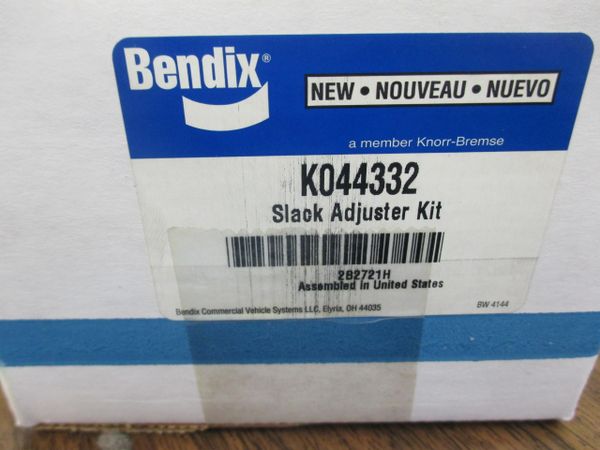 Bendix®
NEW • NOUVEAU • NUEVO
a member Knorr-Bremse
K044332
Slack Adjuster Kit
2B2721H
Assembled in United States
Bendix Commercial Vehicle Systems LLC, Elyria, OH 44035
BW 4144